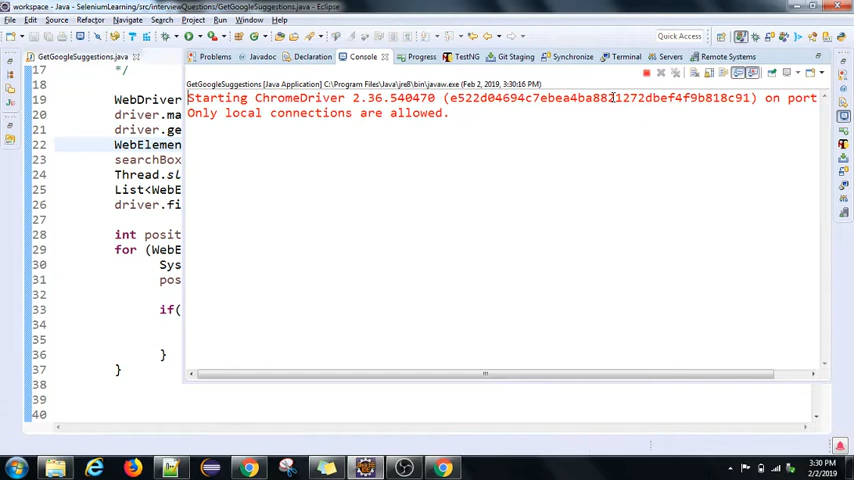 workspace - Java - SeleniumLearning/src/interviewQuestions/GetGoogleSuggestions.java - Eclipse
File Edit Source Refactor Navigate Search Project Run Window Help
Quick Access
GetGoogleSuggestions.java
Problems Javadoc Declaration Console Progress TestNG Git Staging Synchronize Terminal Servers Remote Systems
GetGoogleSuggestions [Java Application] C:\Program Files\Java\jre8\bin\javaw.exe (Feb 2, 2019, 3:30:16 PM)
Starting ChromeDriver 2.36.540470 (e522d04694c7ebea4ba8821272dbef4f9b818c91) on port
Only local connections are allowed.
17 */
18
19 WebDriver
20 driver.ma
21 driver.ge
22 WebElemen
23 searchBox
24 Thread.sl
25 List<WebE
26 driver.fi
27
28 int posit
29 for (WebE
30 Sys
31 pos
32
33 if(
34
35
36 }
37 }
38
39
40
3:30 PM
2/2/2019